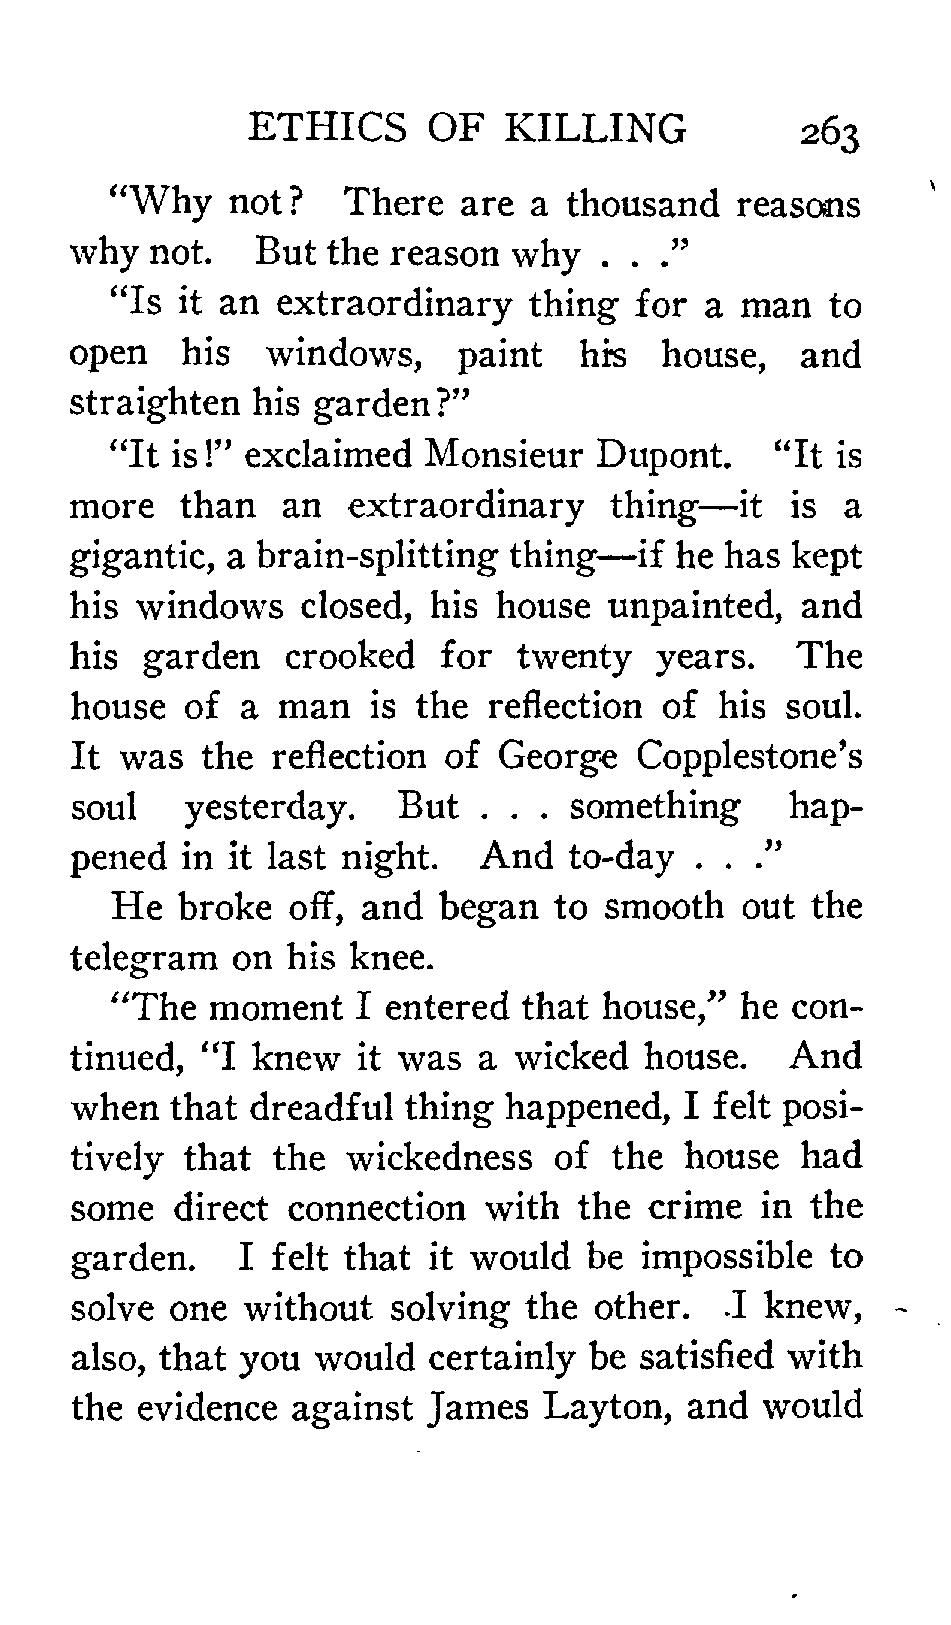 ETHICS OF KILLING 263
"Why not? There are a thousand reasons
why not. But the reason why . . ."
"Is it an extraordinary thing for a man to
open his windows, paint his house, and
straighten his garden?"
"It is!" exclaimed Monsieur Dupont. "It is
more than an extraordinary thing—it is a
gigantic, a brain-splitting thing—if he has kept
his windows closed, his house unpainted, and
his garden crooked for twenty years. The
house of a man is the reflection of his soul.
It was the reflection of George Copplestone's
soul yesterday. But . . . something hap-
pened in it last night. And to-day . . ."
He broke off, and began to smooth out the
telegram on his knee.
"The moment I entered that house," he con-
tinued, "I knew it was a wicked house. And
when that dreadful thing happened, I felt posi-
tively that the wickedness of the house had
some direct connection with the crime in the
garden. I felt that it would be impossible to
solve one without solving the other. I knew,
also, that you would certainly be satisfied with
the evidence against James Layton, and would